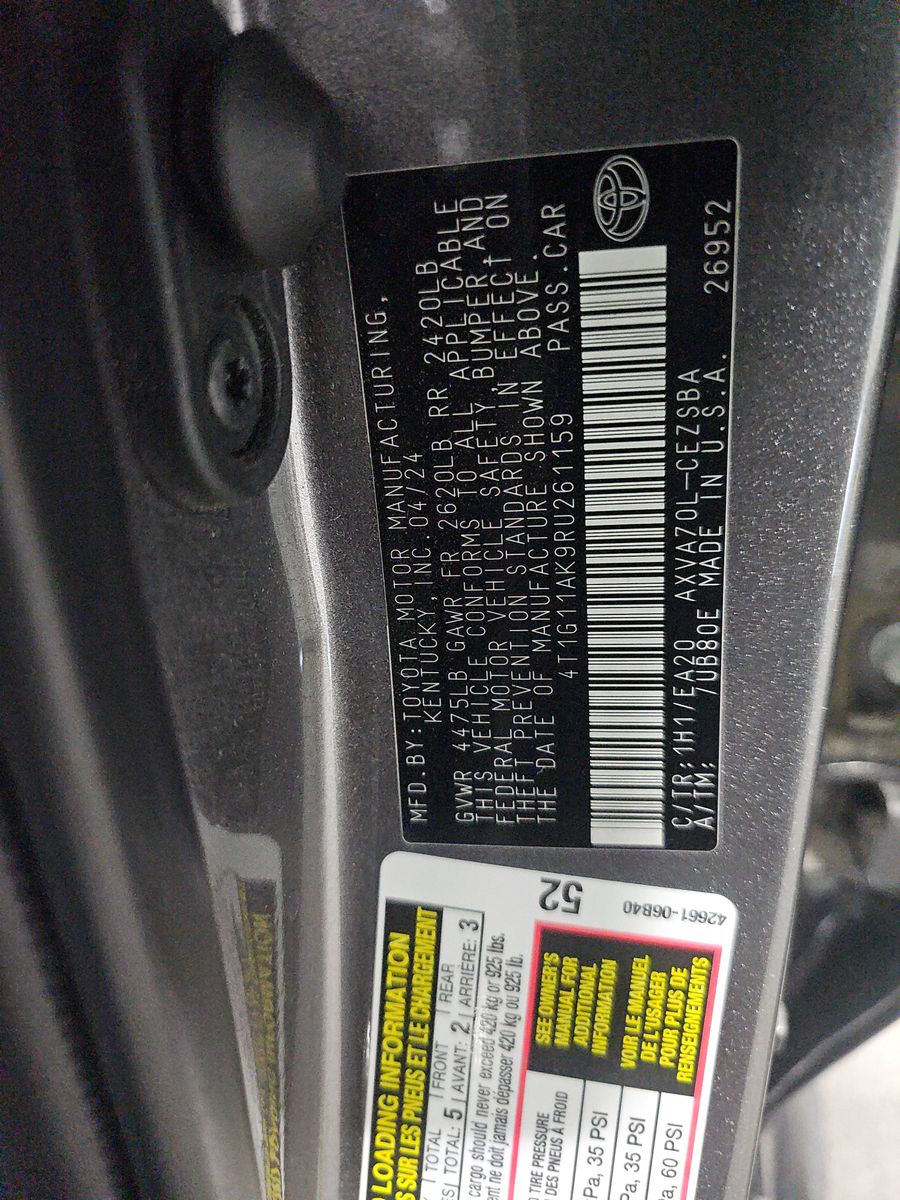 MFD.BY:TOYOTA MOTOR MANUFACTURING,
KENTUCKY, INC.04/24
GVWR 4475LB GAWR FR 2620LB RR 2420LB
THIS VEHICLE CONFORMS TO ALL APPLICABLE
FEDERAL MOTOR VEHICLE SAFETY,BUMPER,AND
THEFT PREVENTION STANDARDS IN EFFECT ON
THE DATE OF MANUFACTURE SHOWN ABOVE.
4T1G11AK9RU261159 PASS.CAR
C/TR:1H1/EA20 AXVA70L-CEZSBA
A/TM: /UB80E MADE IN U.S.A. 26952
LOADING INFORMATION
SUR LES PNEUS ET LE CHARGEMENT
TOTAL FRONT REAR
TOTAL: 5 AVANT: 2 ARRIÈRE: 3
cargo should never exceed 420 kg or 925 lbs.
ne doit jamais dépasser 420 kg ou 925 lb.
52
42661-06B40
TIRE PRESSURE
DES PNEUS À FROID
35 PSI
35 PSI
60 PSI
SEE OWNER'S
MANUAL FOR
ADDITIONAL
INFORMATION
VOIR LE MANUEL
DE L'USAGER
POUR PLUS DE
REISEIGNEMENTS